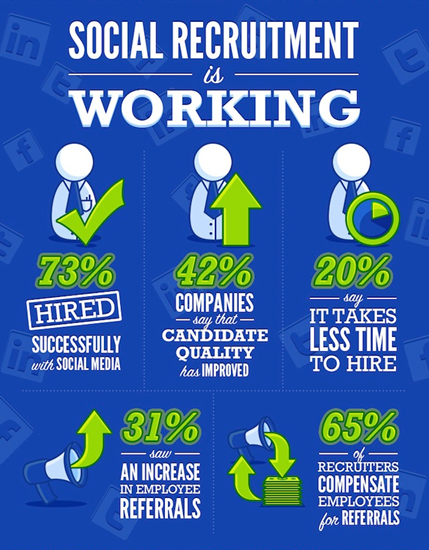 SOCIAL RECRUITMENT
is
WORKING
73%
HIRED
SUCCESSFULLY
with SOCIAL MEDIA
42%
COMPANIES
say that
CANDIDATE
QUALITY
has IMPROVED
20%
say
IT TAKES
LESS TIME
TO HIRE
31%
saw
AN INCREASE
IN EMPLOYEE
REFERRALS
65%
of
RECRUITERS
COMPENSATE
EMPLOYEES
for REFERRALS